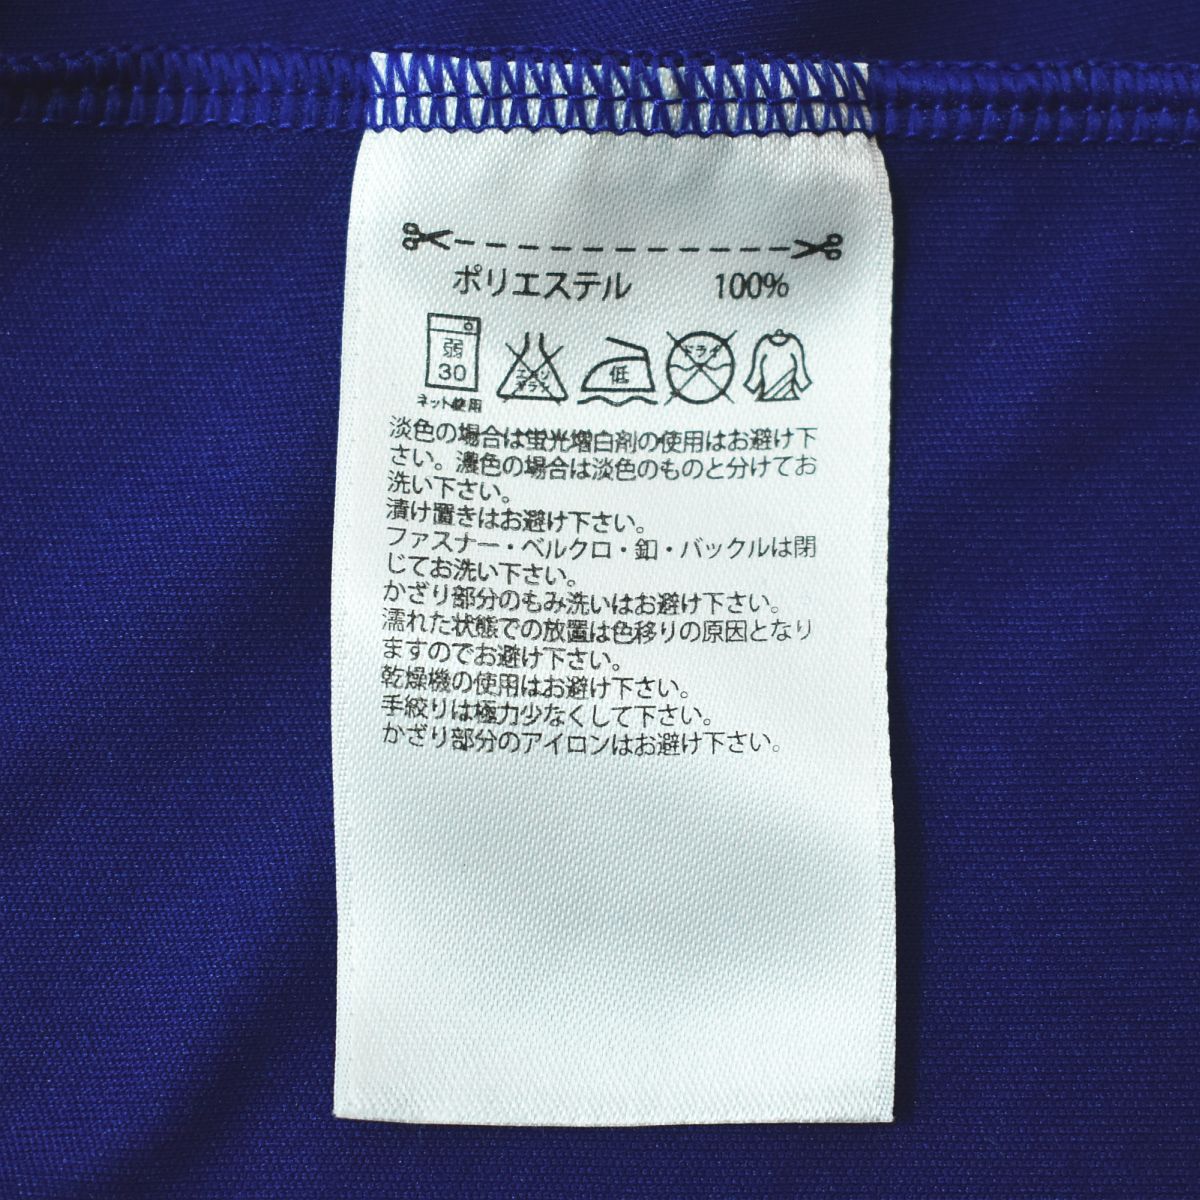 ポリエステル 100%
弱
30
ネット使用
エンソ
サラシ
低
ドライ
淡色の場合は蛍光増白剤の使用はお避け下
さい。濃色の場合は淡色のものと分けてお
洗い下さい。
漬け置きはお避け下さい。
ファスナー・ベルクロ・釦・バックルは閉
じてお洗い下さい。
かざり部分のもみ洗いはお避け下さい。
濡れた状態での放置は色移りの原因となり
ますのでお避け下さい。
乾燥機の使用はお避け下さい。
手絞りは極力少なくして下さい。
かざり部分のアイロンはお避け下さい。